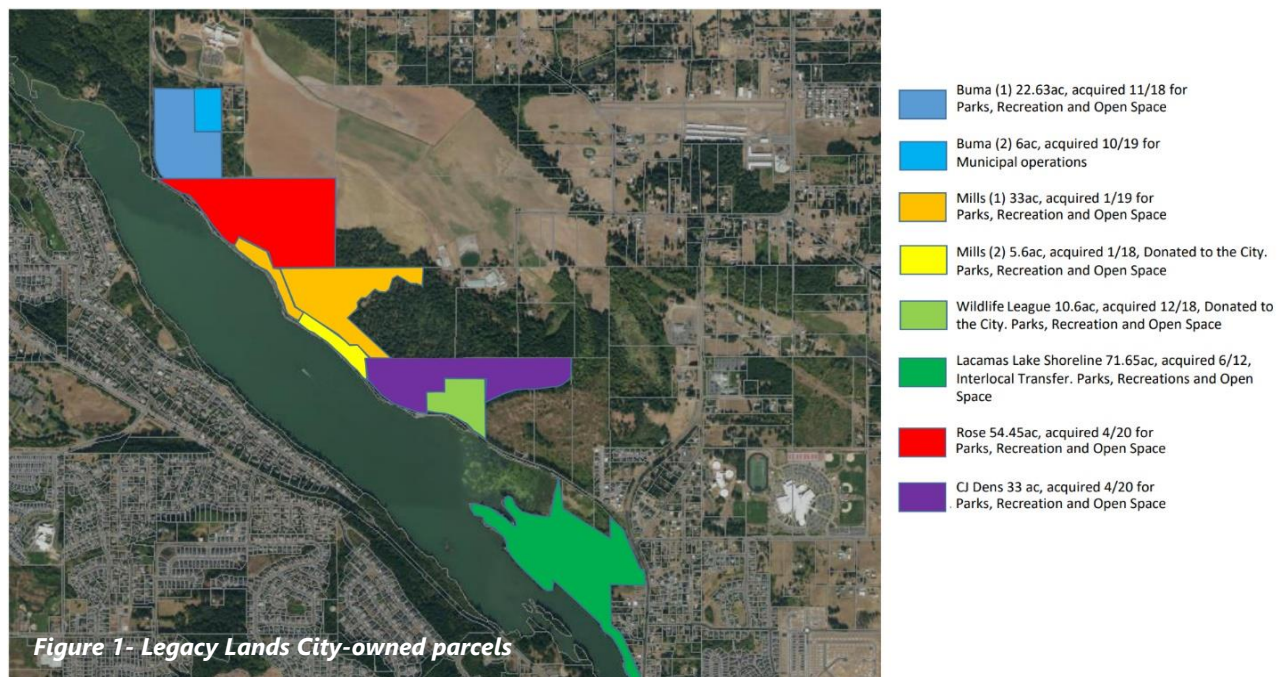 Buma (1) 22.63ac, acquired 11/18 for
Parks, Recreation and Open Space
Buma (2) 6ac, acquired 10/19 for
Municipal operations
Mills (1) 33ac, acquired 1/19 for
Parks, Recreation and Open Space
Mills (2) 5.6ac, acquired 1/18, Donated to the City.
Parks, Recreation and Open Space
Wildlife League 10.6ac, acquired 12/18, Donated to
the City. Parks, Recreation and Open Space
Lacamas Lake Shoreline 71.65ac, acquired 6/12,
Interlocal Transfer. Parks, Recreations and Open
Space
Rose 54.45ac, acquired 4/20 for
Parks, Recreation and Open Space
CJ Dens 33 ac, acquired 4/20 for
Parks, Recreation and Open Space
Figure 1- Legacy Lands City-owned parcels